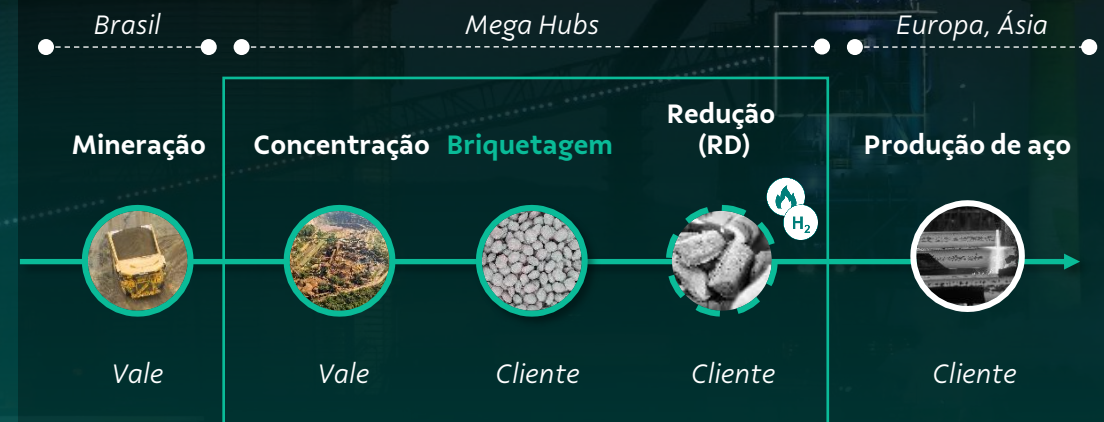 Brasil
Mega Hubs
Europa, Ásia
Mineração
Concentração
Briquetagem
Redução
(RD)
Produção de aço
H₂
Vale
Vale
Cliente
Cliente
Cliente